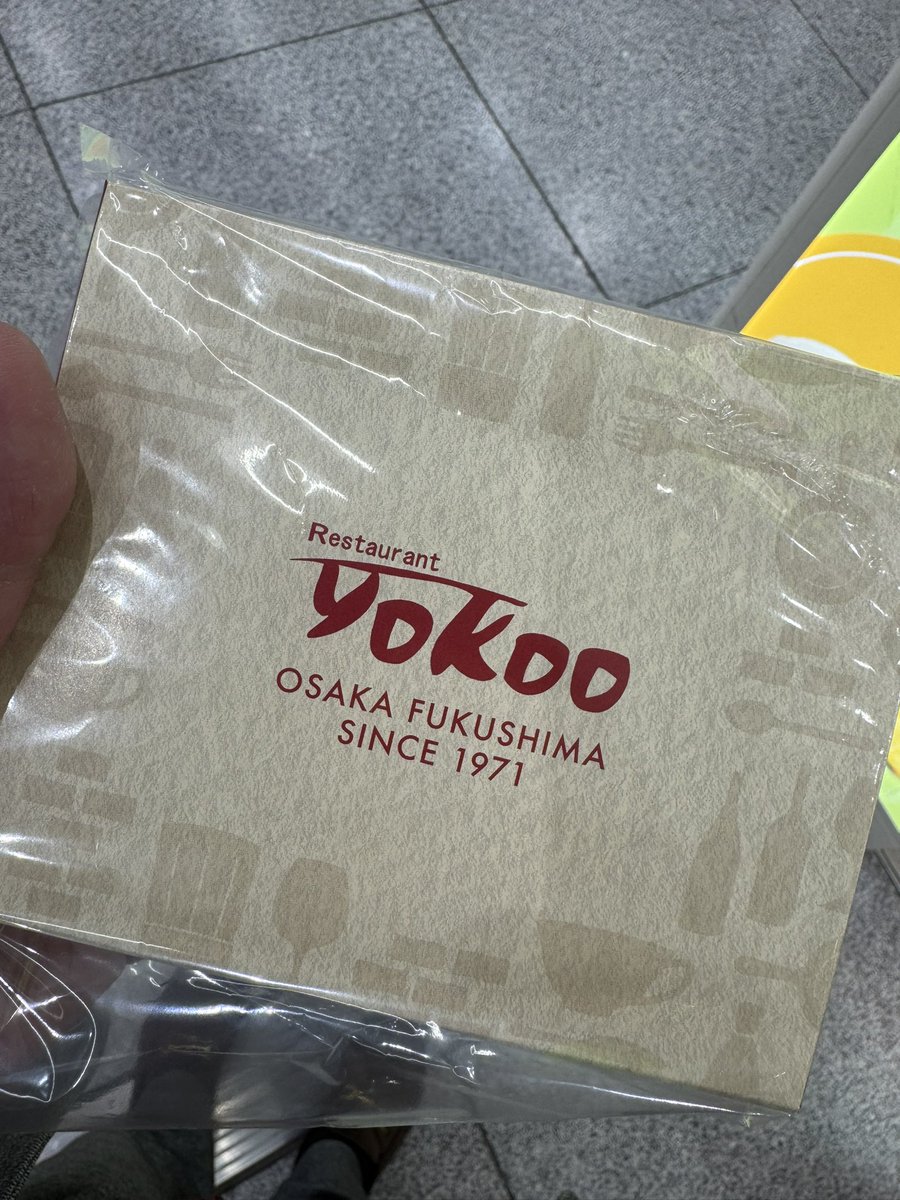 Restaurant
yoKoo
OSAKA FUKUSHIMA
SINCE 1971